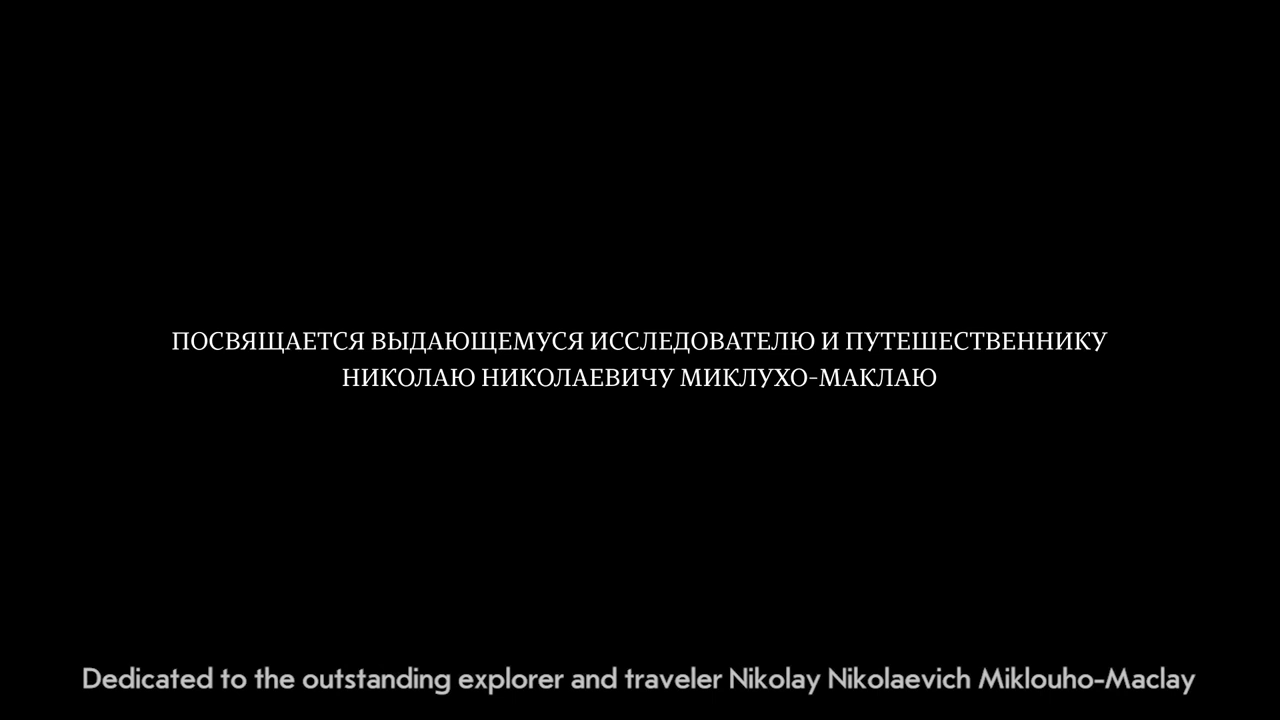 ПОСВЯЩАЕТСЯ ВЫДАЮЩЕМУСЯ ИССЛЕДОВАТЕЛЮ И ПУТЕШЕСТВЕННИКУ
НИКОЛАЮ НИКОЛАЕВИЧУ МИКЛУХО-МАКЛАЮ
Dedicated to the outstanding explorer and traveler Nikolay Nikolaevich Miklouho-Maclay